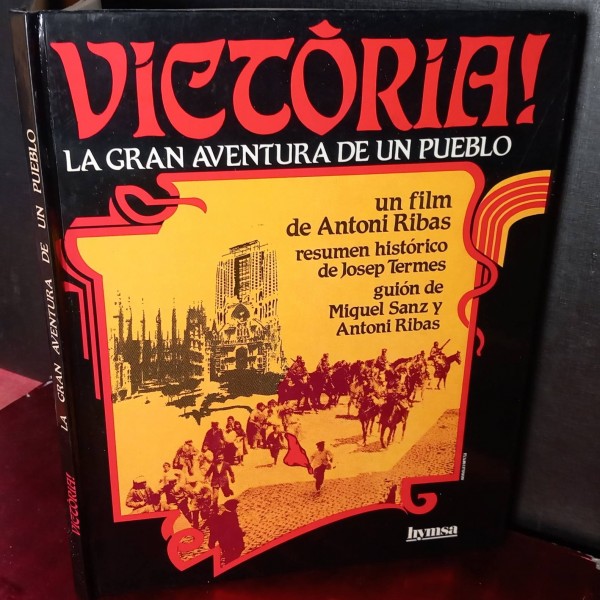 VICTÒRIA!
LA GRAN AVENTURA DE UN PUEBLO
un film
de Antoni Ribas
resumen histórico
de Josep Termes
guión de
Miquel Sanz y
Antoni Ribas
hymsa
VICTÒRIA! LA GRAN AVENTURA DE UN PUEBLO